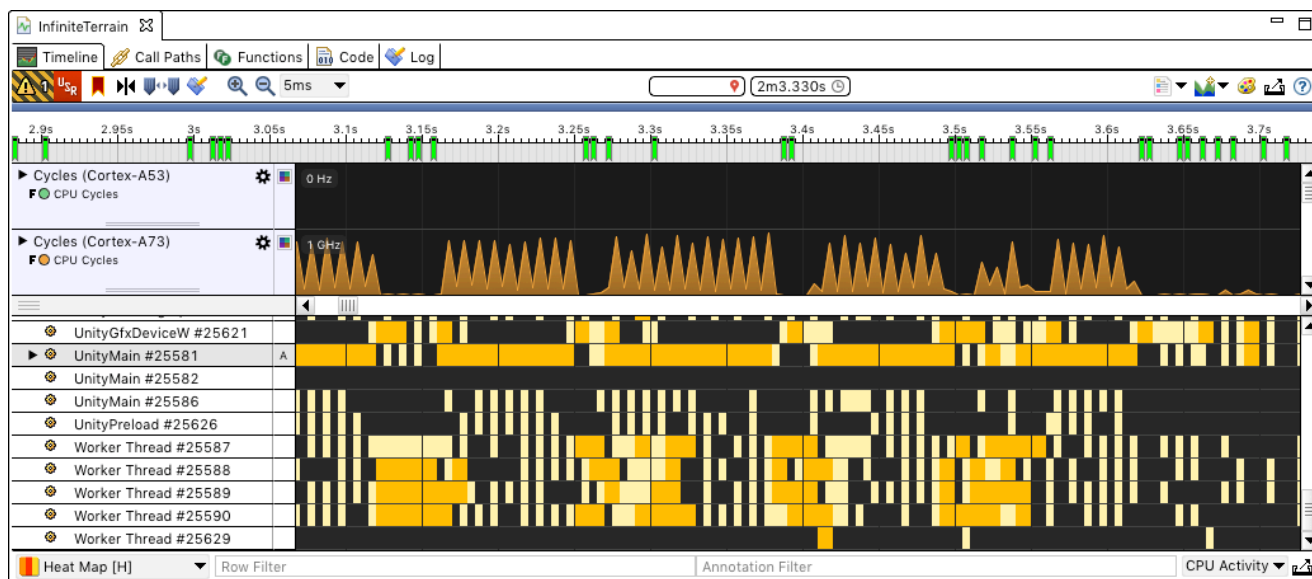 InfiniteTerrain
Timeline Call Paths Functions Code Log
1 USR 5ms 2m3.330s
2.9s 2.95s 3s 3.05s 3.1s 3.15s 3.2s 3.25s 3.3s 3.35s 3.4s 3.45s 3.5s 3.55s 3.6s 3.65s 3.7s
Cycles (Cortex-A53) 0 Hz
F CPU Cycles
Cycles (Cortex-A73) 1 GHz
F CPU Cycles
UnityGfxDeviceW #25621
UnityMain #25581 A
UnityMain #25582
UnityMain #25586
UnityPreload #25626
Worker Thread #25587
Worker Thread #25588
Worker Thread #25589
Worker Thread #25590
Worker Thread #25629
Heat Map [H] Row Filter Annotation Filter CPU Activity